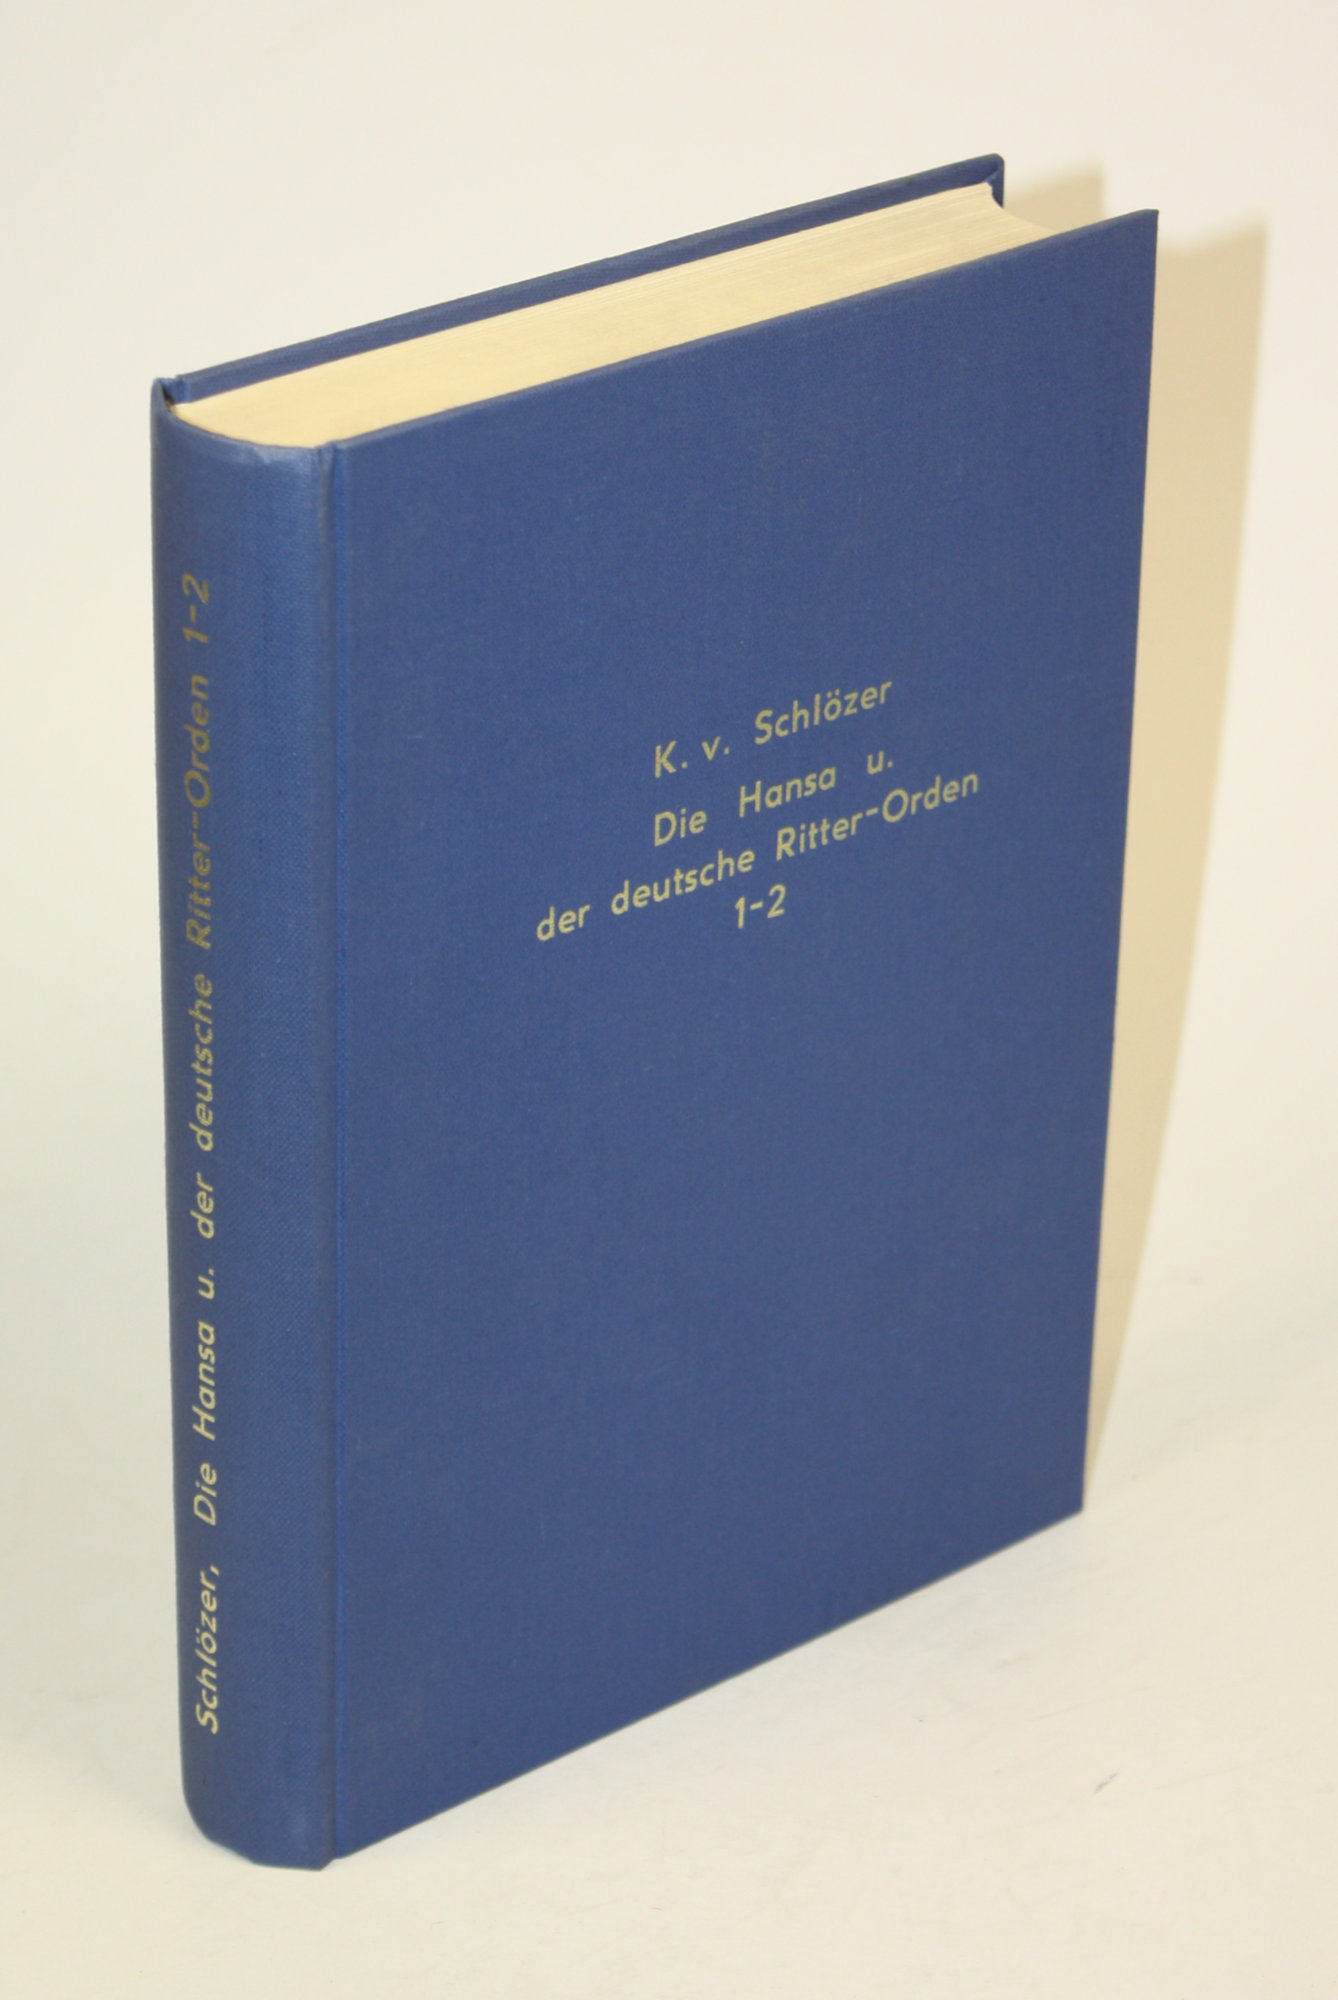 K. v. Schlözer
Die Hansa u.
der deutsche Ritter-Orden
1-2
Schlözer, Die Hansa u. der deutsche Ritter-Orden 1-2